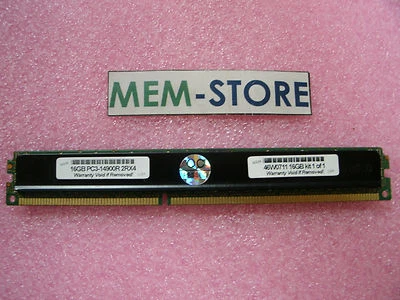 MEM-STORE
16GB PC3-14900R 2RX4
Warranty Void if Removed!
46W0711 16GB kit 1 of 1
Warranty Void if Removed!